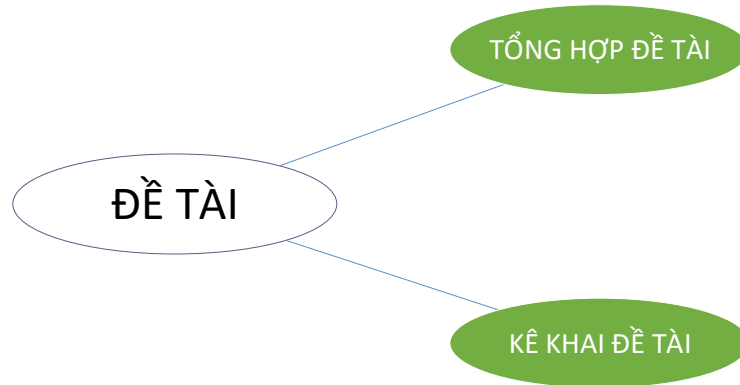 TỔNG HỢP ĐỀ TÀI
ĐỀ TÀI
KÊ KHAI ĐỀ TÀI